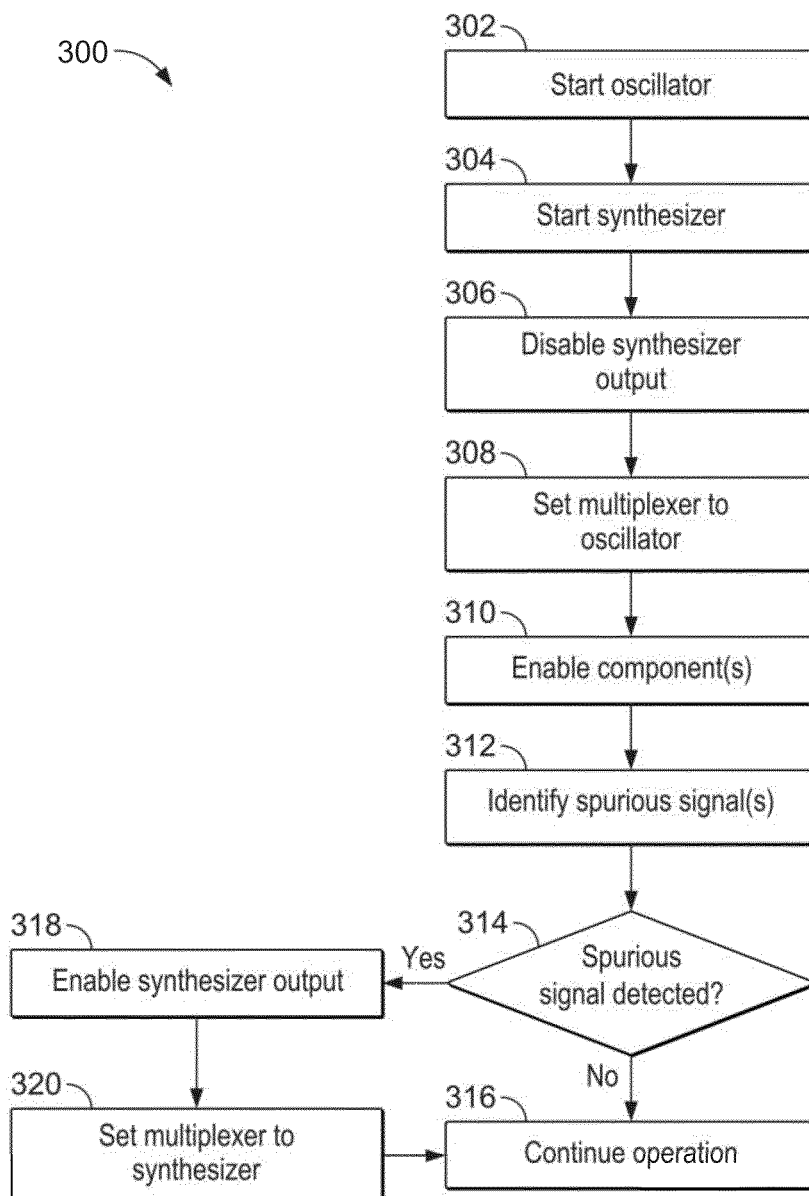 300
302
Start oscillator
304
Start synthesizer
306
Disable synthesizer
output
308
Set multiplexer to
oscillator
310
Enable component(s)
312
Identify spurious signal(s)
314
Spurious
signal detected?
Yes
No
318
Enable synthesizer output
320
Set multiplexer to
synthesizer
316
Continue operation